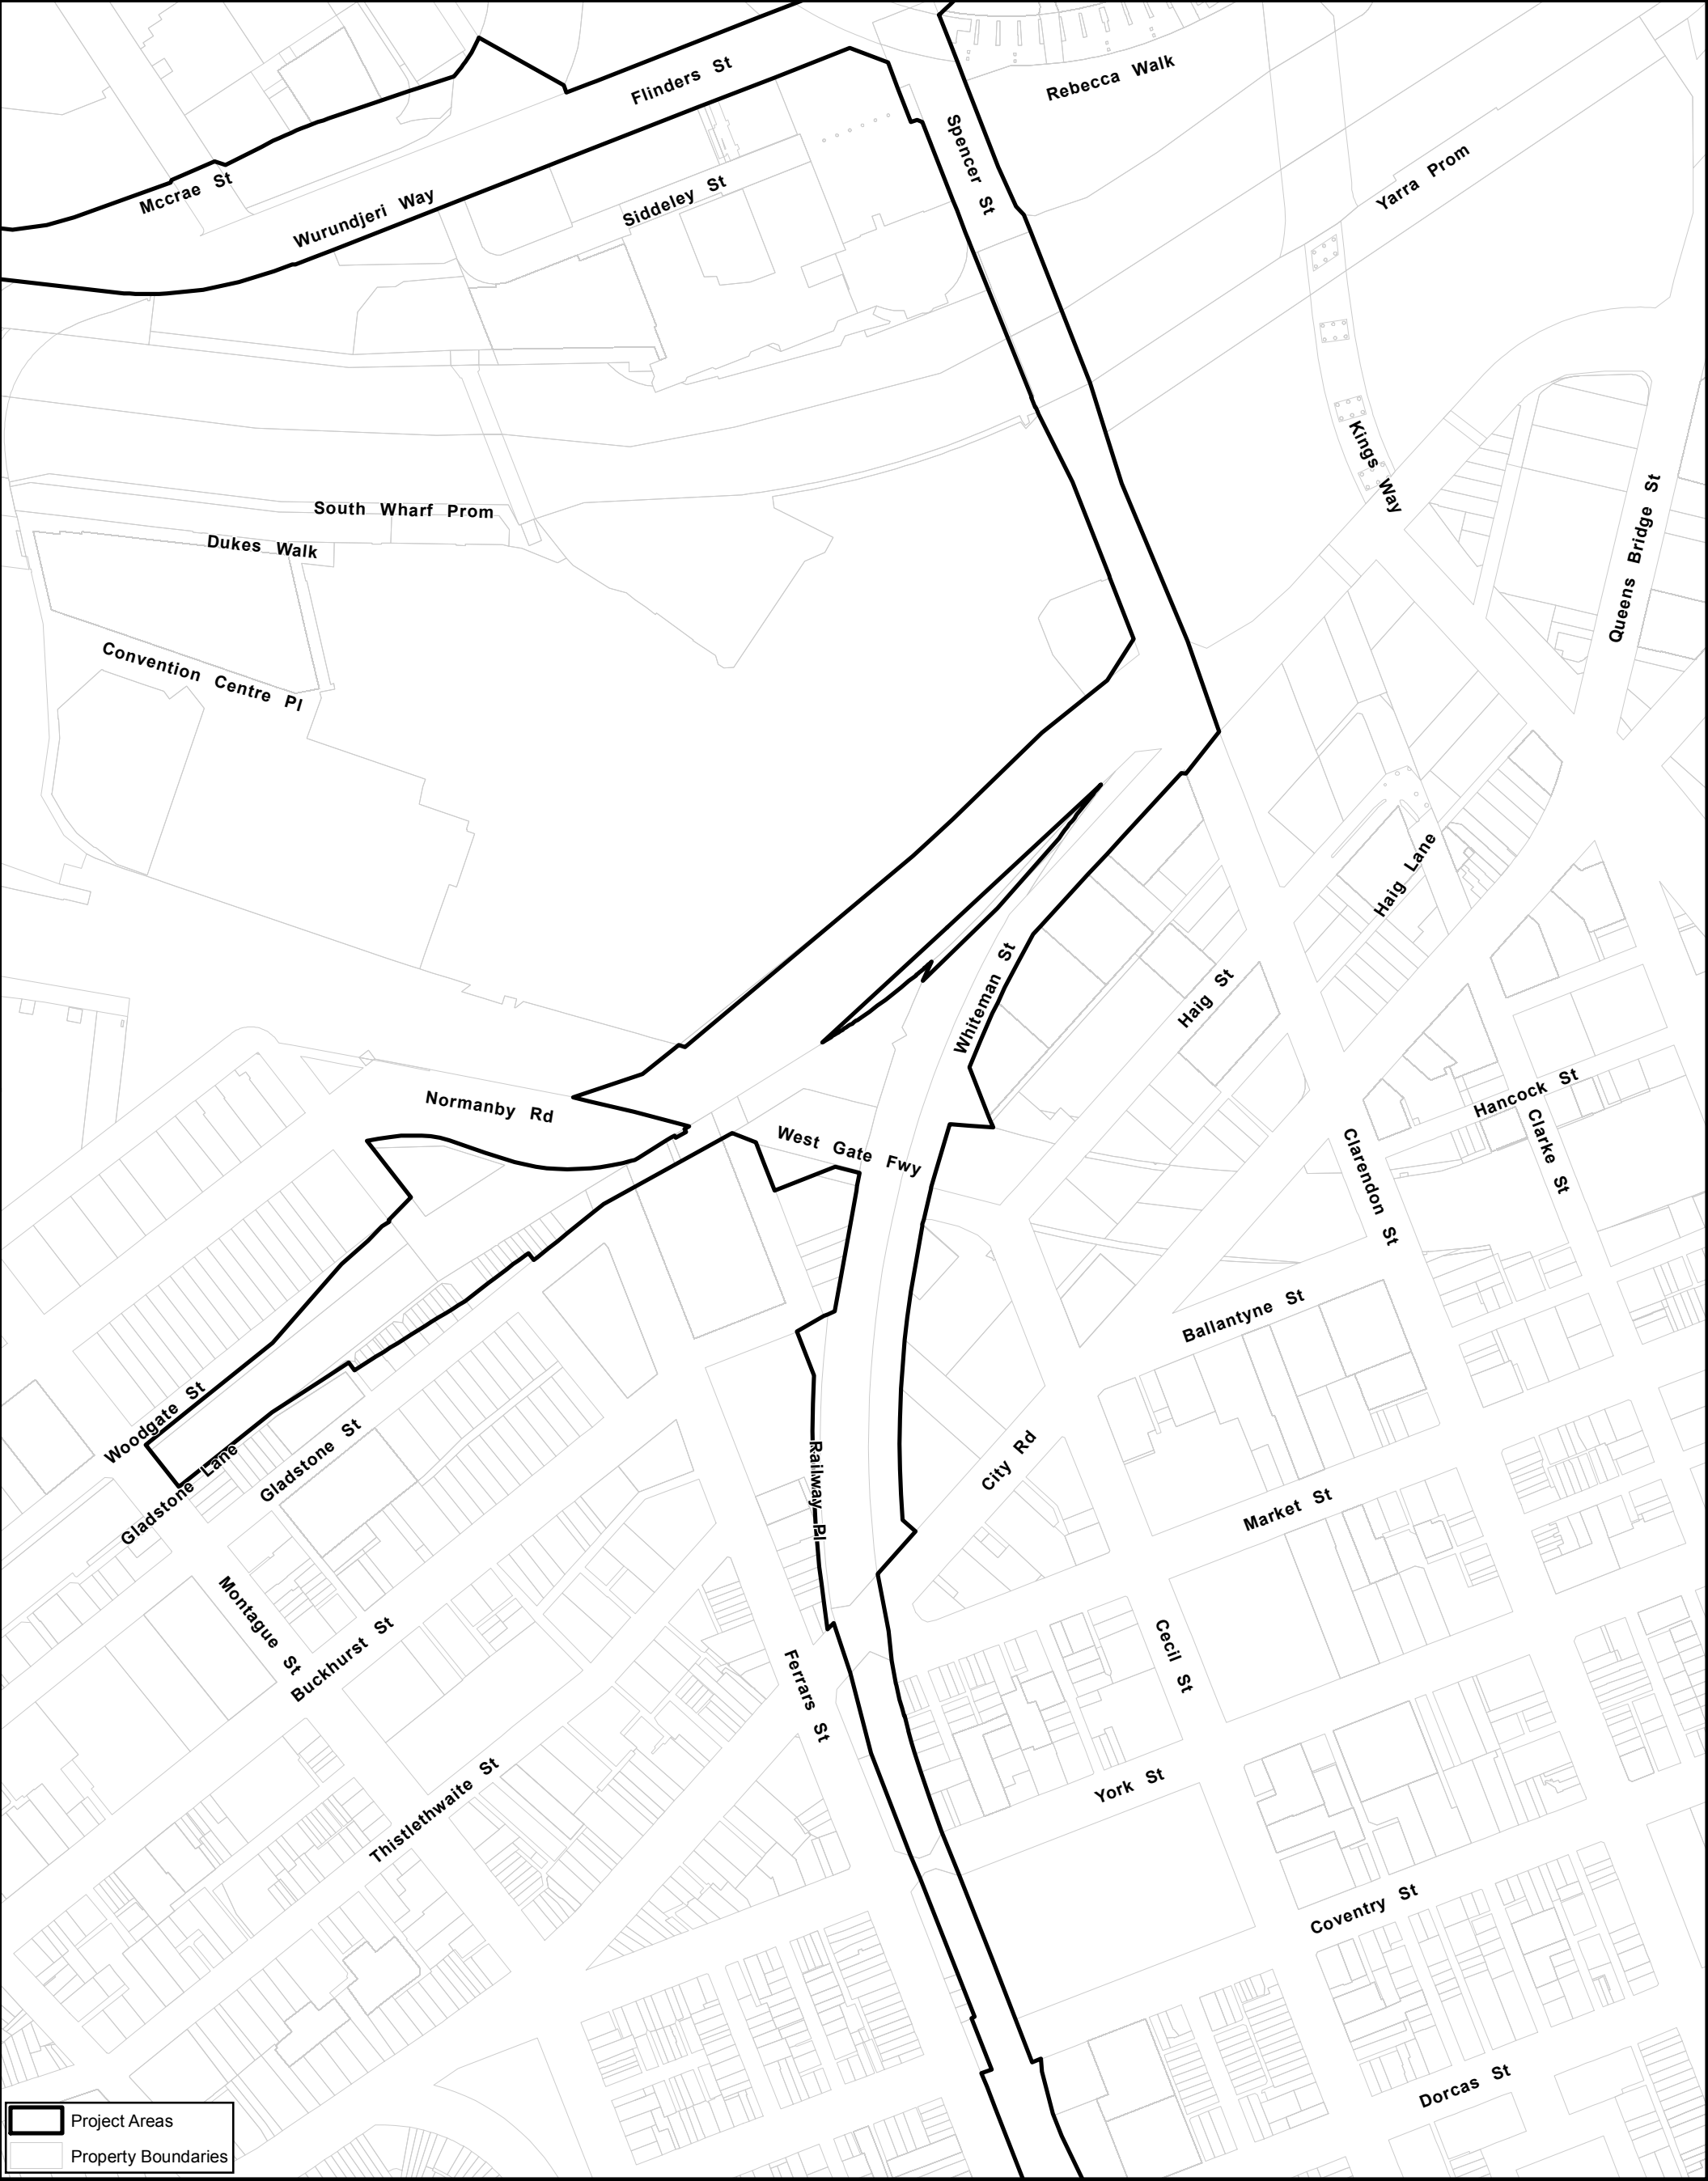 Rebecca Walk
Flinders St
Spencer St
Yarra Prom
Mccrae St
Siddeley St
Wurundjeri Way
Kings Way
Queens Bridge St
South Wharf Prom
Dukes Walk
Convention Centre Pl
Haig Lane
Whiteman St
Haig St
Normanby Rd
West Gate Fwy
Hancock St
Clarke St
Clarendon St
Ballantyne St
Woodgate St
Gladstone Lane
Gladstone St
Railway Pl
City Rd
Market St
Montague St
Buckhurst St
Ferrars St
Cecil St
York St
Thistlethwaite St
Coventry St
Dorcas St
Project Areas
Property Boundaries